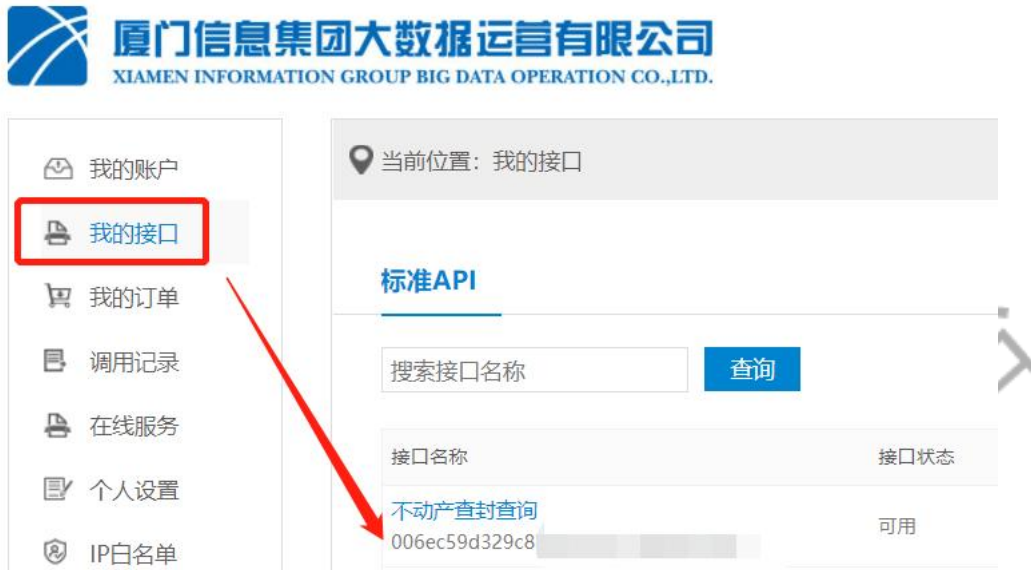 厦门信息集团大数据运营有限公司
XIAMEN INFORMATION GROUP BIG DATA OPERATION CO.,LTD.
我的账户
我的接口
我的订单
调用记录
在线服务
个人设置
IP白名单
当前位置：我的接口
标准API
搜索接口名称
查询
接口名称
接口状态
不动产查封查询
006ec59d329c8
可用